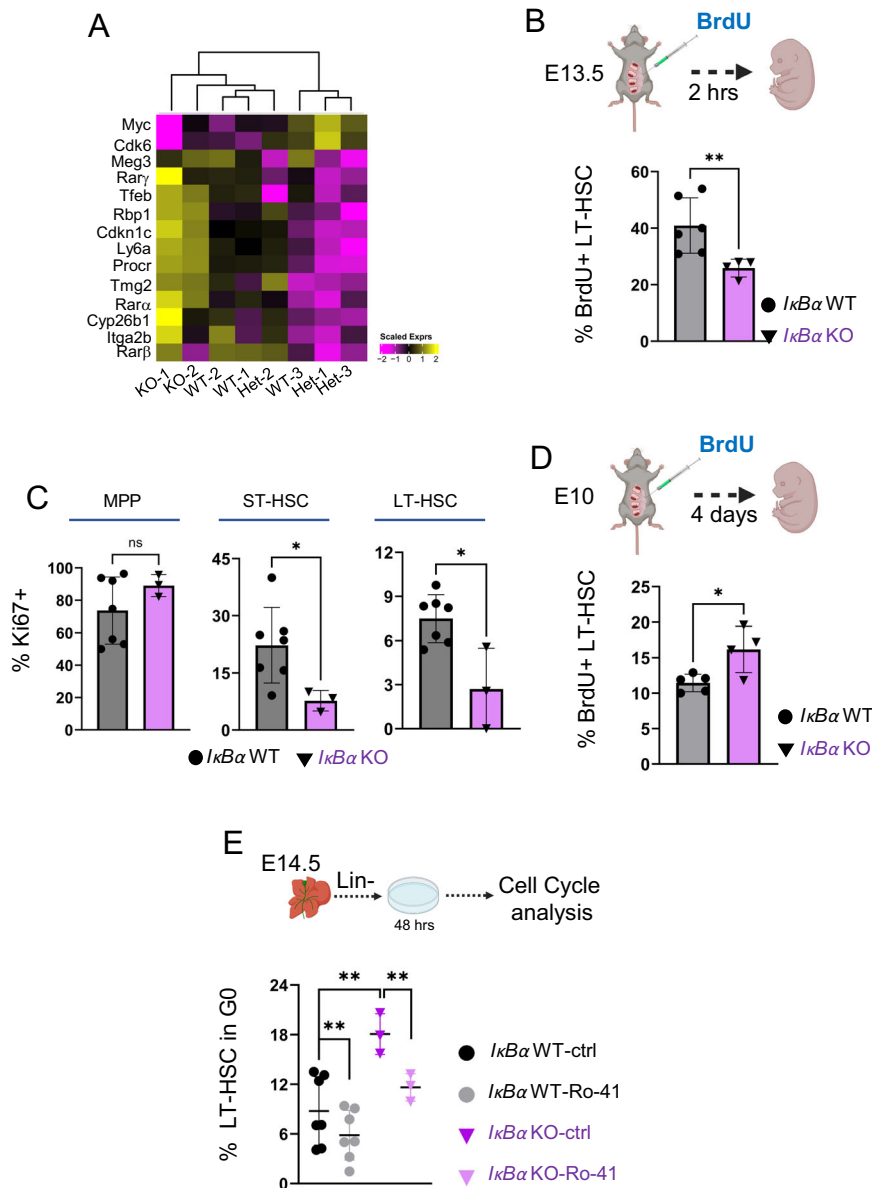 A
Myc
Cdk6
Meg3
Rarγ
Tfeb
Rbp1
Cdkn1c
Ly6a
Procr
Tmg2
Rarα
Cyp26b1
Itga2b
Rarβ
KO-1
KO-2
WT-2
WT-1
Het-2
WT-3
Het-1
Het-3
Scaled Exprs
−2 −1 0 1 2
B
BrdU
E13.5
2 hrs
% BrdU+ LT-HSC
60
40
20
0
**
IκBα WT
IκBα KO
C
MPP
ST-HSC
LT-HSC
% Ki67+
100
80
60
40
20
0
ns
45
30
15
0
*
12
9
6
3
0
*
IκBα WT
IκBα KO
D
BrdU
E10
4 days
% BrdU+ LT-HSC
25
20
15
10
5
0
*
IκBα WT
IκBα KO
E
E14.5
Lin-
48 hrs
Cell Cycle
analysis
% LT-HSC in G0
24
18
12
6
0
** **
**
IκBα WT-ctrl
IκBα WT-Ro-41
IκBα KO-ctrl
IκBα KO-Ro-41